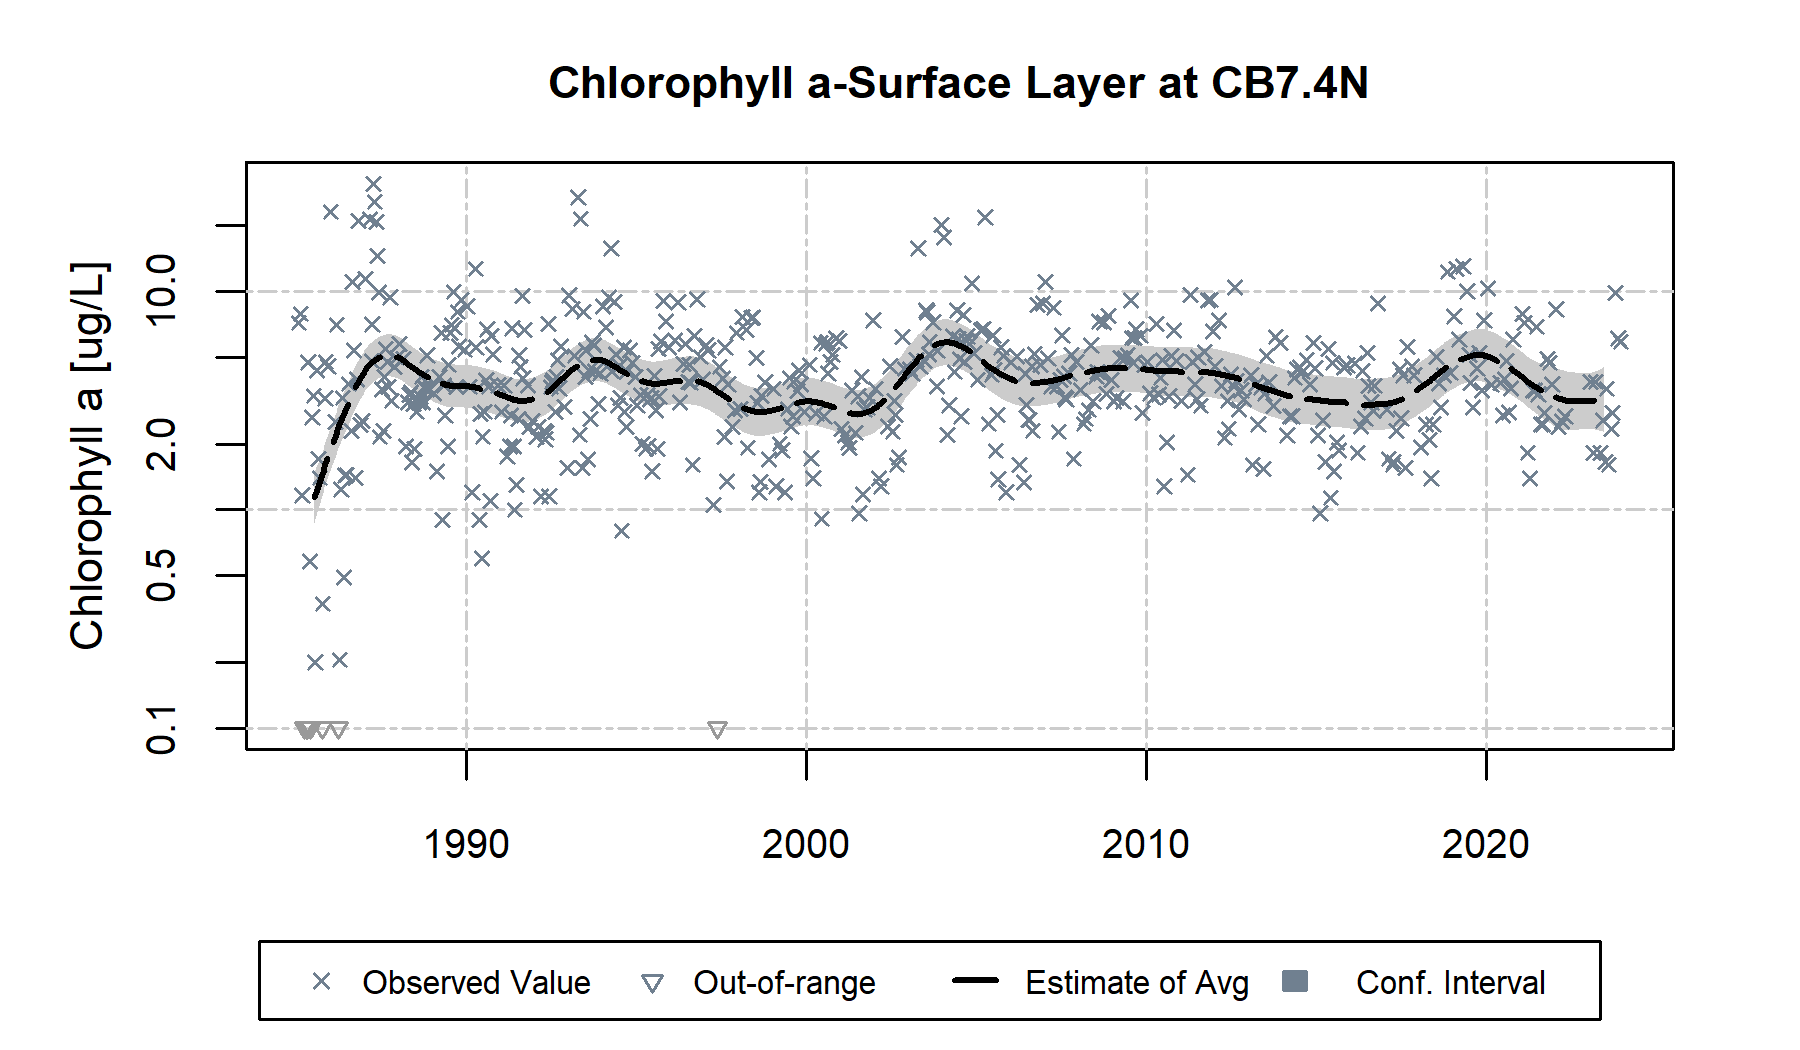 Chlorophyll a-Surface Layer at CB7.4N
Chlorophyll a [ug/L]
10.0
2.0
0.5
0.1
1990 2000 2010 2020
Observed Value Out-of-range Estimate of Avg Conf. Interval